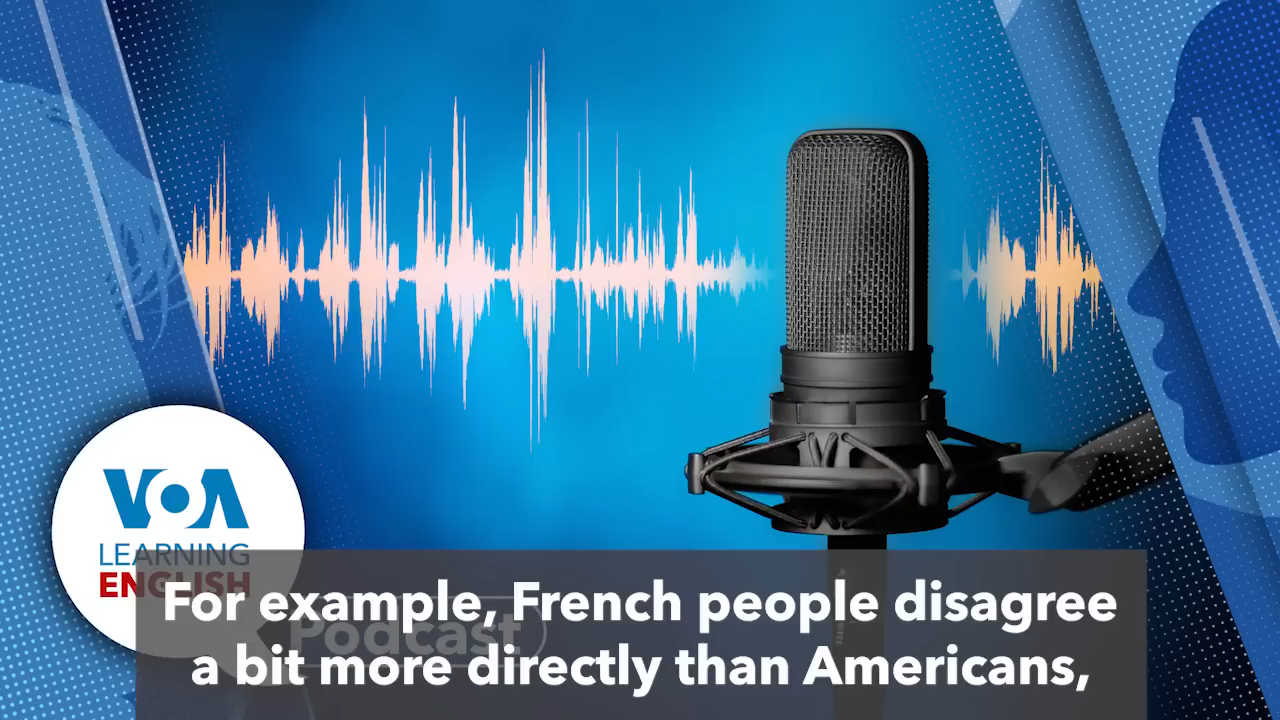 VOA
LEARNING
ENGLISH
Podcast
For example, French people disagree
a bit more directly than Americans,